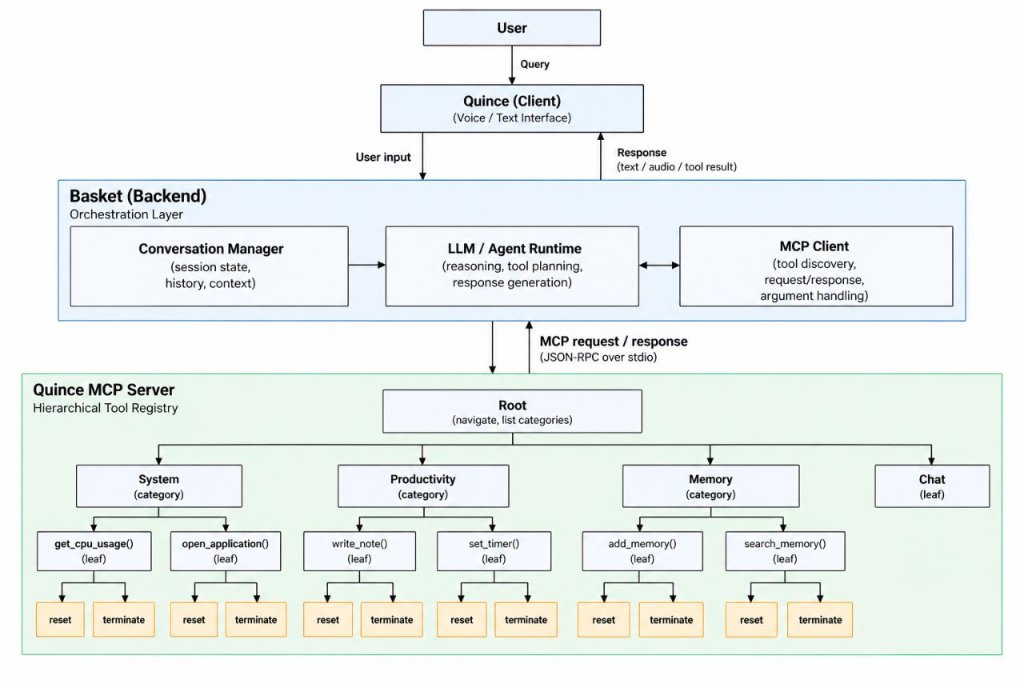 User
Query
Quince (Client)
(Voice / Text Interface)
User input
Response
(text / audio / tool result)
Basket (Backend)
Orchestration Layer
Conversation Manager
(session state,
history, context)
LLM / Agent Runtime
(reasoning, tool planning,
response generation)
MCP Client
(tool discovery,
request/response,
argument handling)
MCP request / response
(JSON-RPC over stdio)
Quince MCP Server
Hierarchical Tool Registry
Root
(navigate, list categories)
System
(category)
Productivity
(category)
Memory
(category)
Chat
(leaf)
get_cpu_usage()
(leaf)
open_application()
(leaf)
write_note()
(leaf)
set_timer()
(leaf)
add_memory()
(leaf)
search_memory()
(leaf)
reset
terminate
reset
terminate
reset
terminate
reset
terminate
reset
terminate
reset
terminate